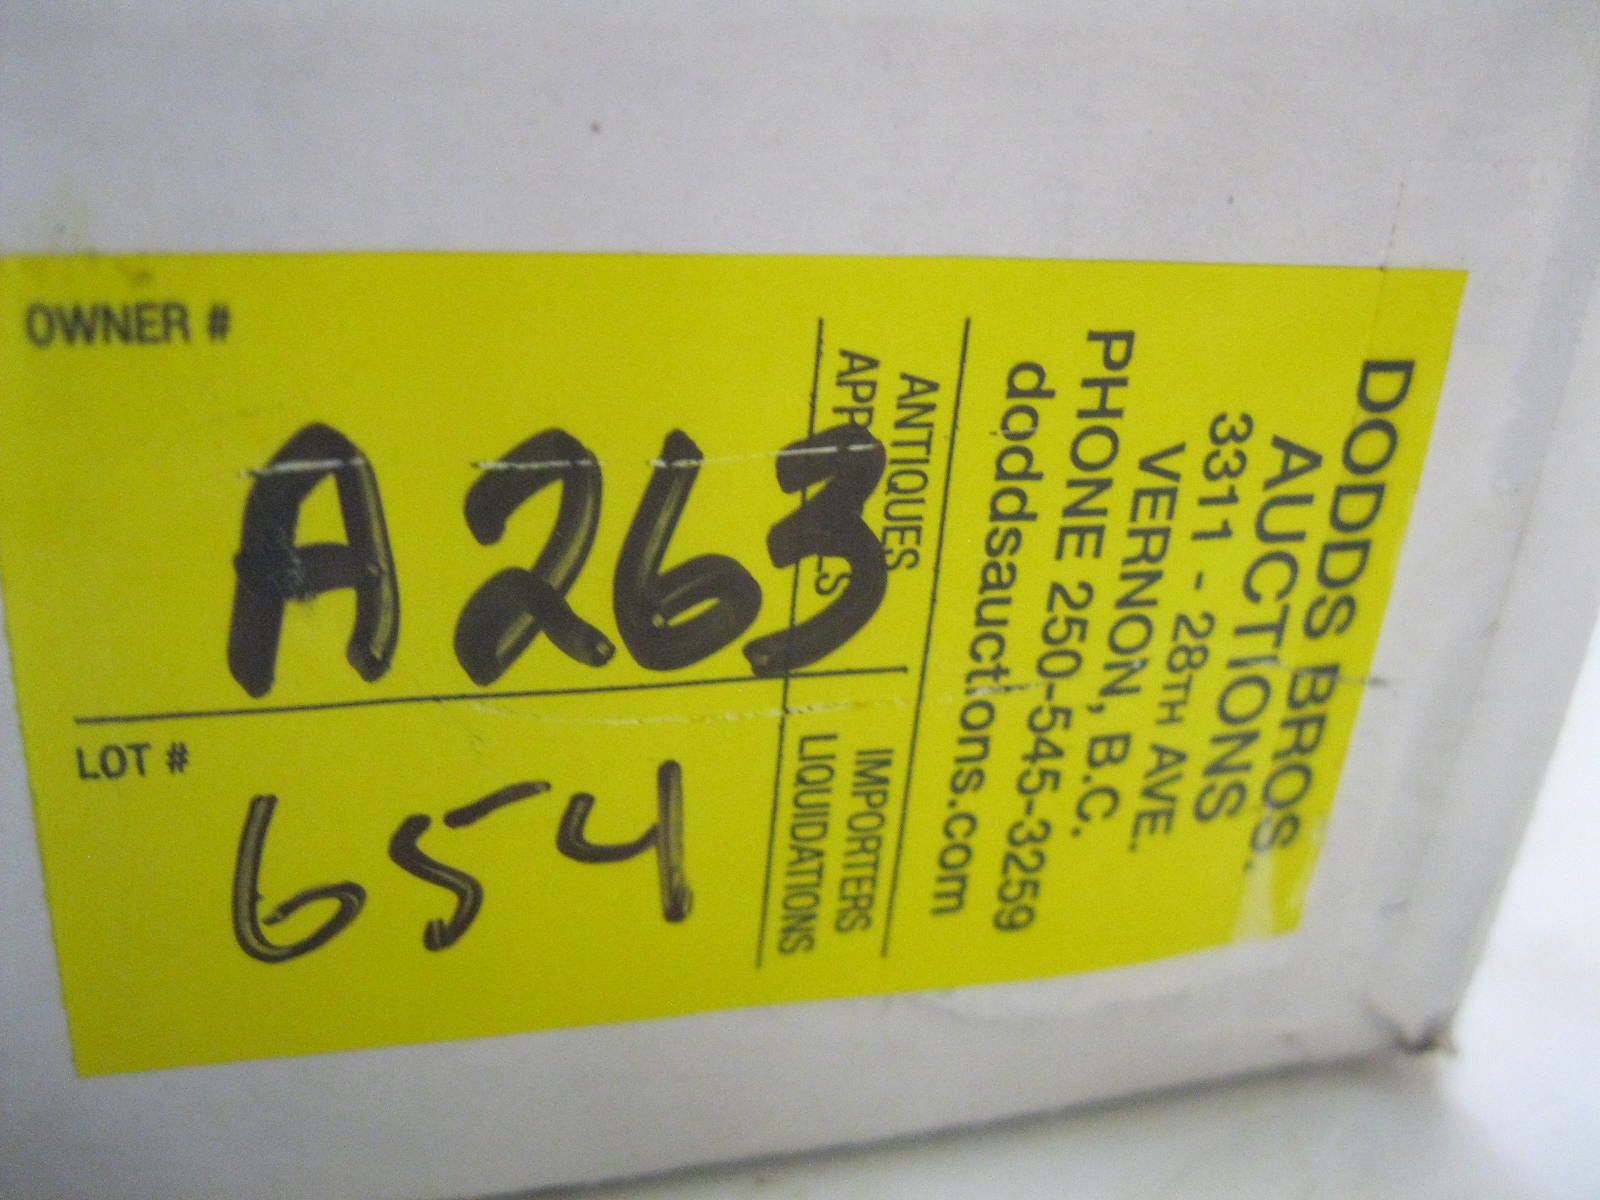 DODDS BROS.
AUCTIONS
3311 - 28TH AVE.
VERNON, B.C.
PHONE 250-545-3259
doddsauctions.com
ANTIQUES
IMPORTERS
LIQUIDATIONS
OWNER #
A263
LOT #
654